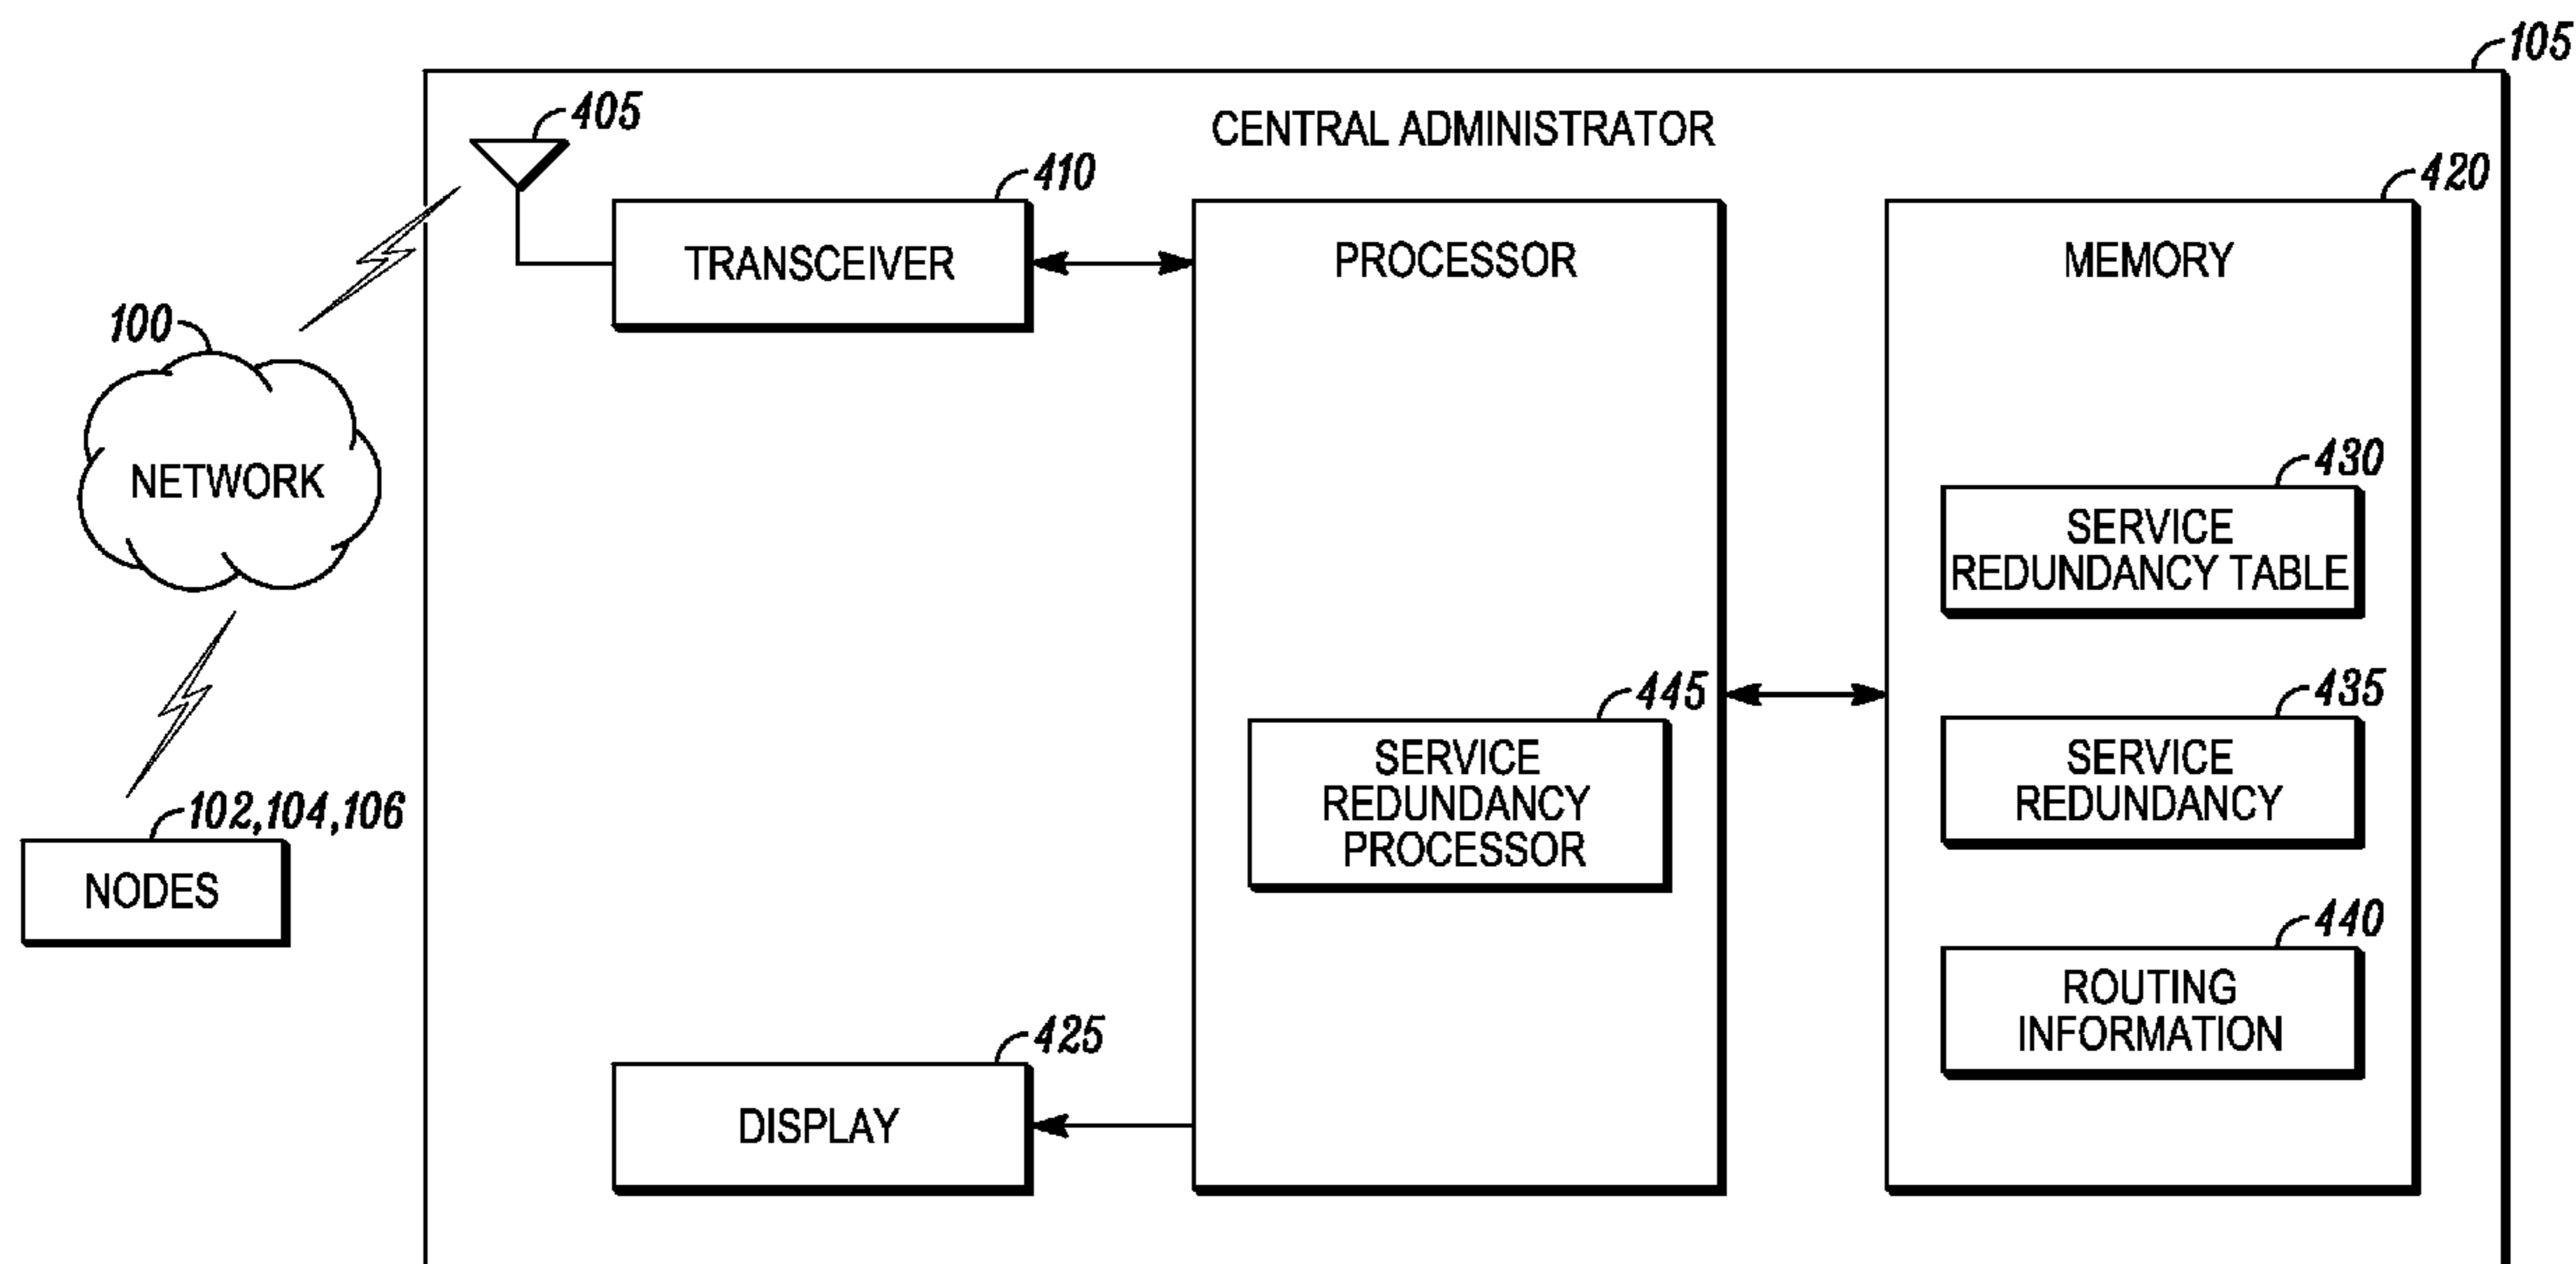 105
CENTRAL ADMINISTRATOR
405
410
TRANSCEIVER
PROCESSOR
420
MEMORY
100
NETWORK
430
SERVICE
REDUNDANCY TABLE
445
SERVICE
REDUNDANCY
PROCESSOR
435
SERVICE
REDUNDANCY
102,104,106
NODES
440
ROUTING
INFORMATION
425
DISPLAY